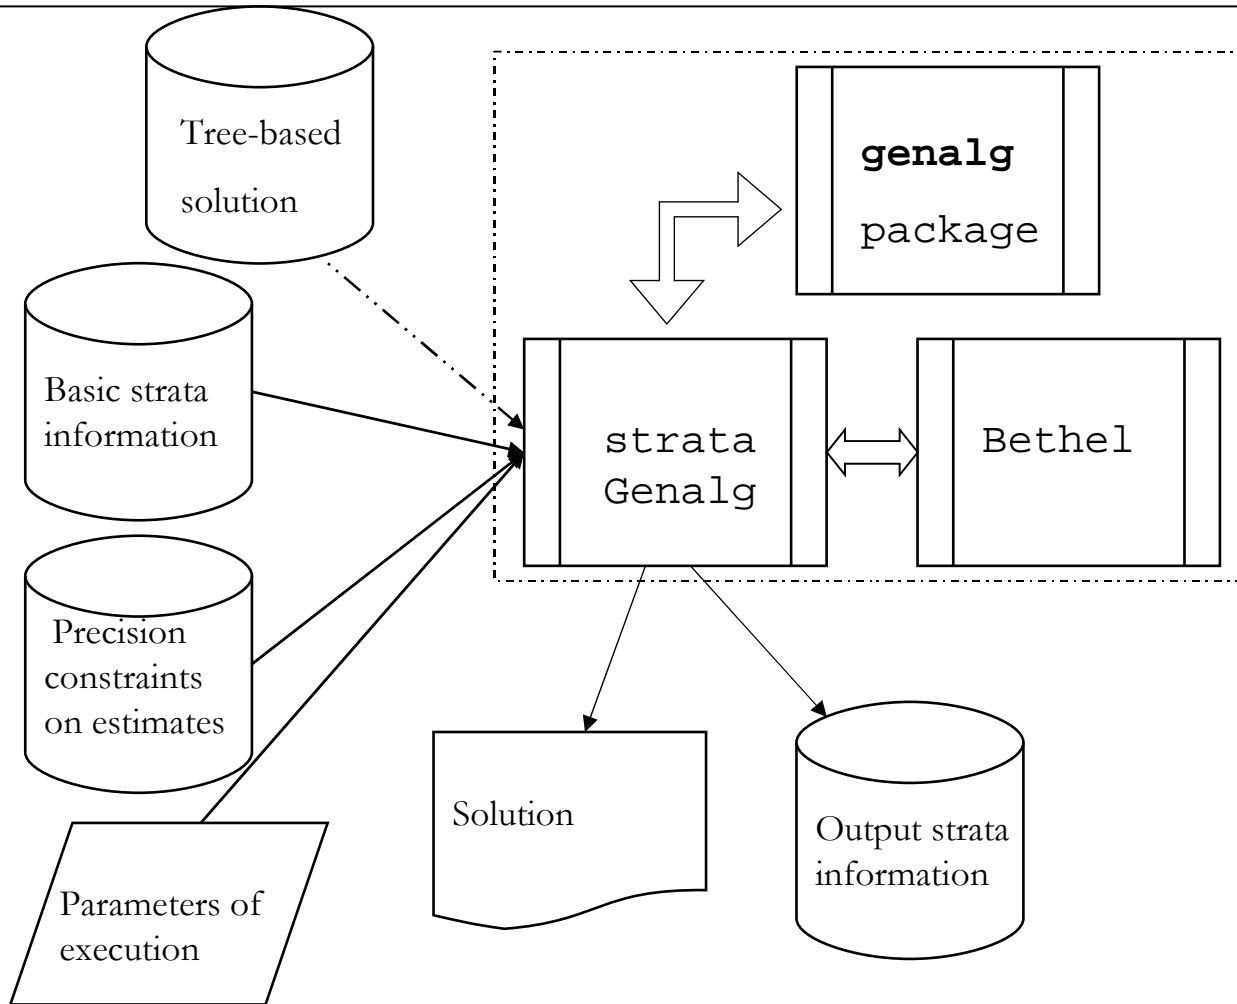 Tree-based
solution
genalg
package
Basic strata
information
strata
Genalg
Bethel
Precision
constraints
on estimates
Solution
Output strata
information
Parameters of
execution